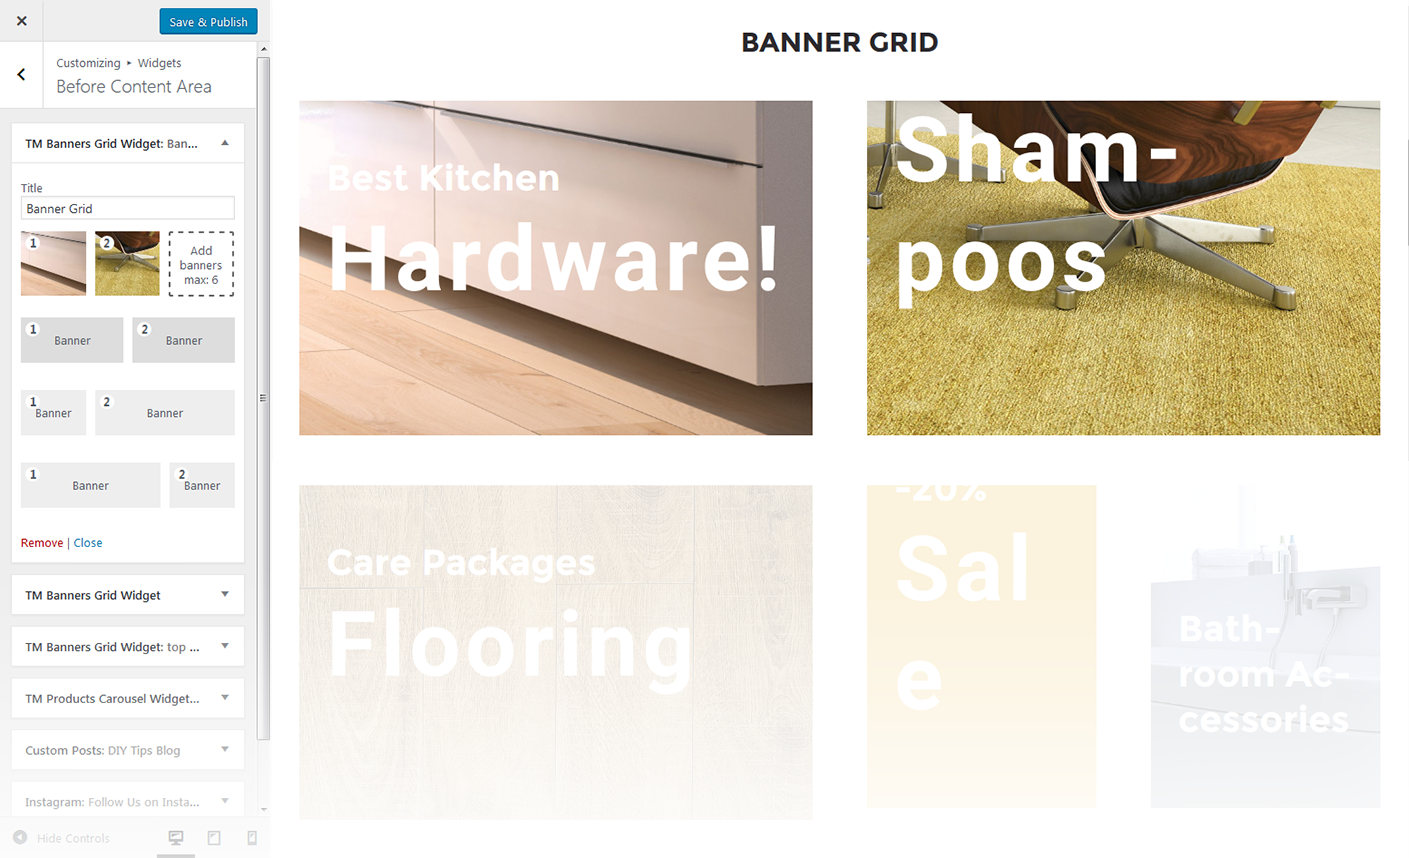 Save & Publish
Customizing ▸ Widgets
Before Content Area
TM Banners Grid Widget: Ban...
Title
Banner Grid
1
2
Add
banners
max: 6
1
Banner
2
Banner
1
Banner
2
Banner
1
Banner
2
Banner
Remove | Close
TM Banners Grid Widget
TM Banners Grid Widget: top ...
TM Products Carousel Widget...
Custom Posts: DIY Tips Blog
Instagram: Follow Us on Insta...
Hide Controls
BANNER GRID
Best Kitchen
Hardware!
Sham-
poos
Care Packages
Flooring
-20%
Sal
e
Bath-
room Ac-
cessories